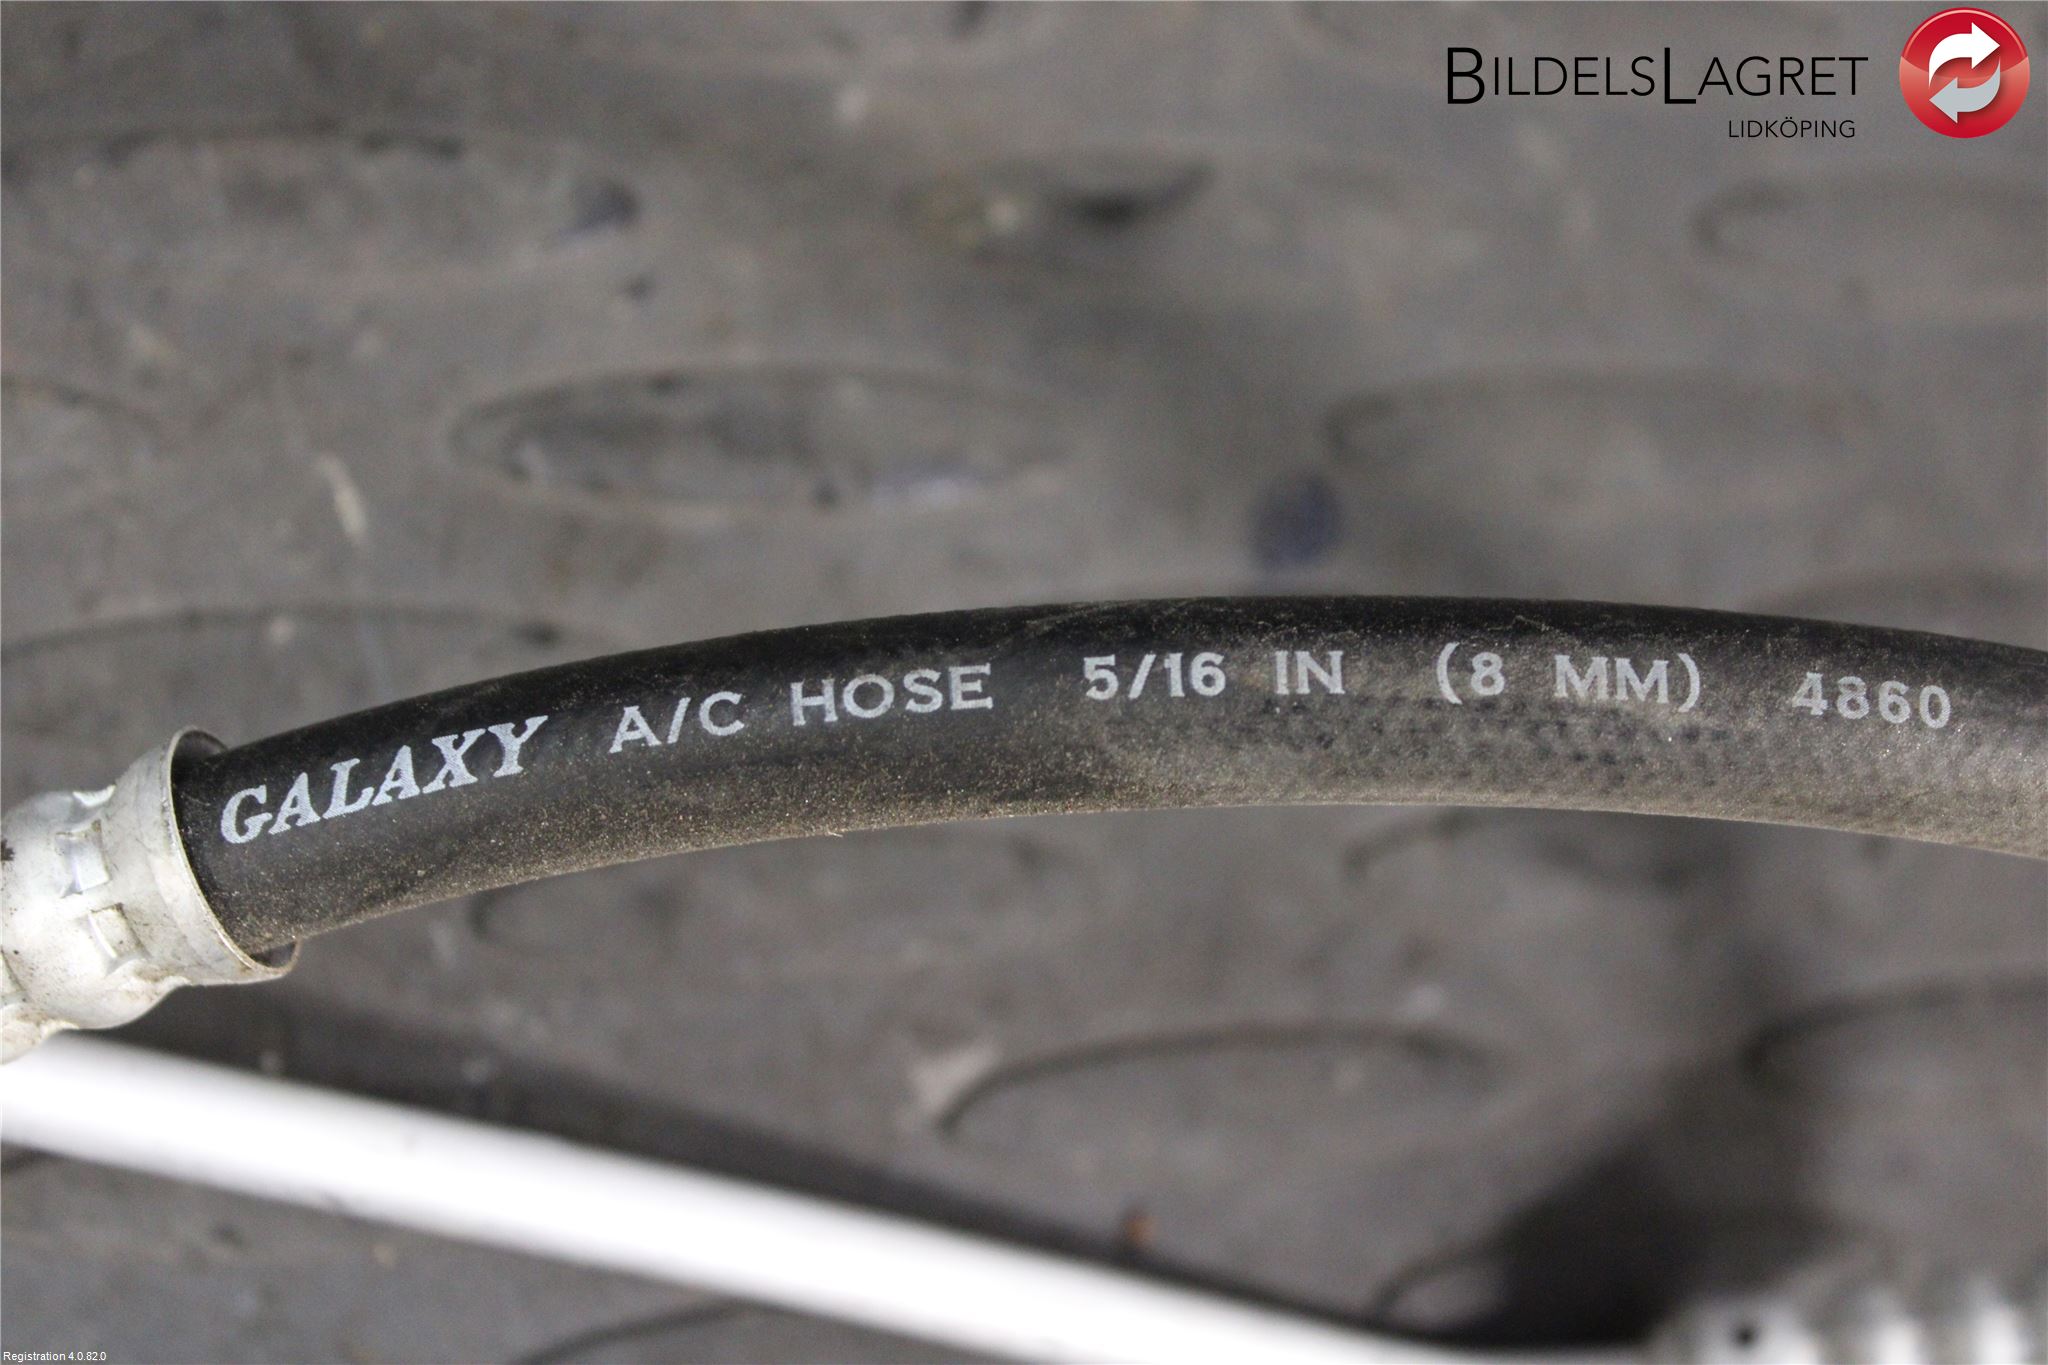 BILDELSLAGRET
LIDKÖPING
GALAXY A/C HOSE 5/16 IN (8 MM) 4860
Registration 4.0.82.0